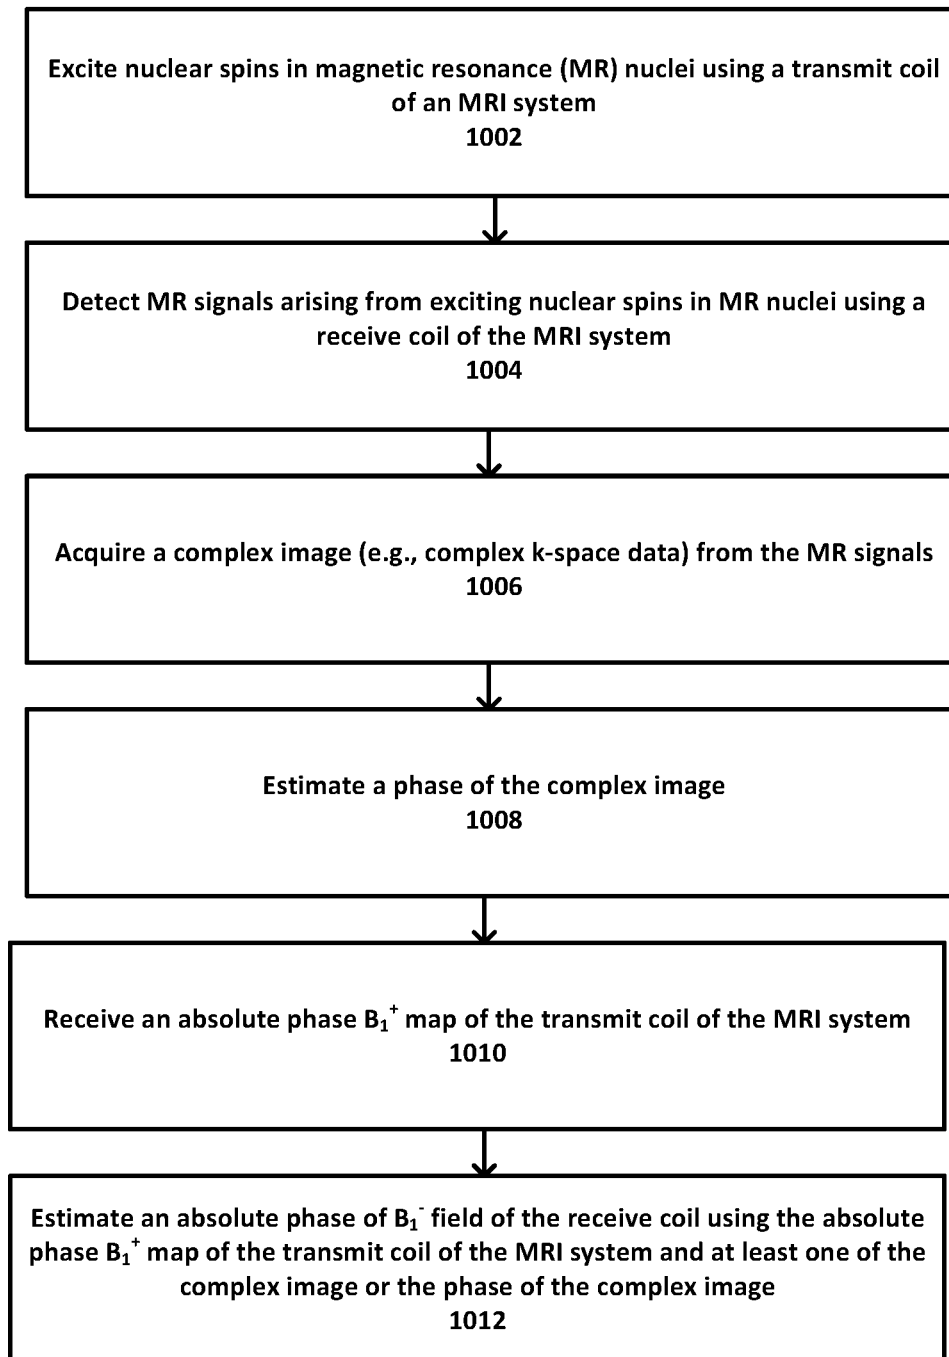 Excite nuclear spins in magnetic resonance (MR) nuclei using a transmit coil
of an MRI system
1002
Detect MR signals arising from exciting nuclear spins in MR nuclei using a
receive coil of the MRI system
1004
Acquire a complex image (e.g., complex k-space data) from the MR signals
1006
Estimate a phase of the complex image
1008
Receive an absolute phase B₁⁺ map of the transmit coil of the MRI system
1010
Estimate an absolute phase of B₁⁻ field of the receive coil using the absolute
phase B₁⁺ map of the transmit coil of the MRI system and at least one of the
complex image or the phase of the complex image
1012